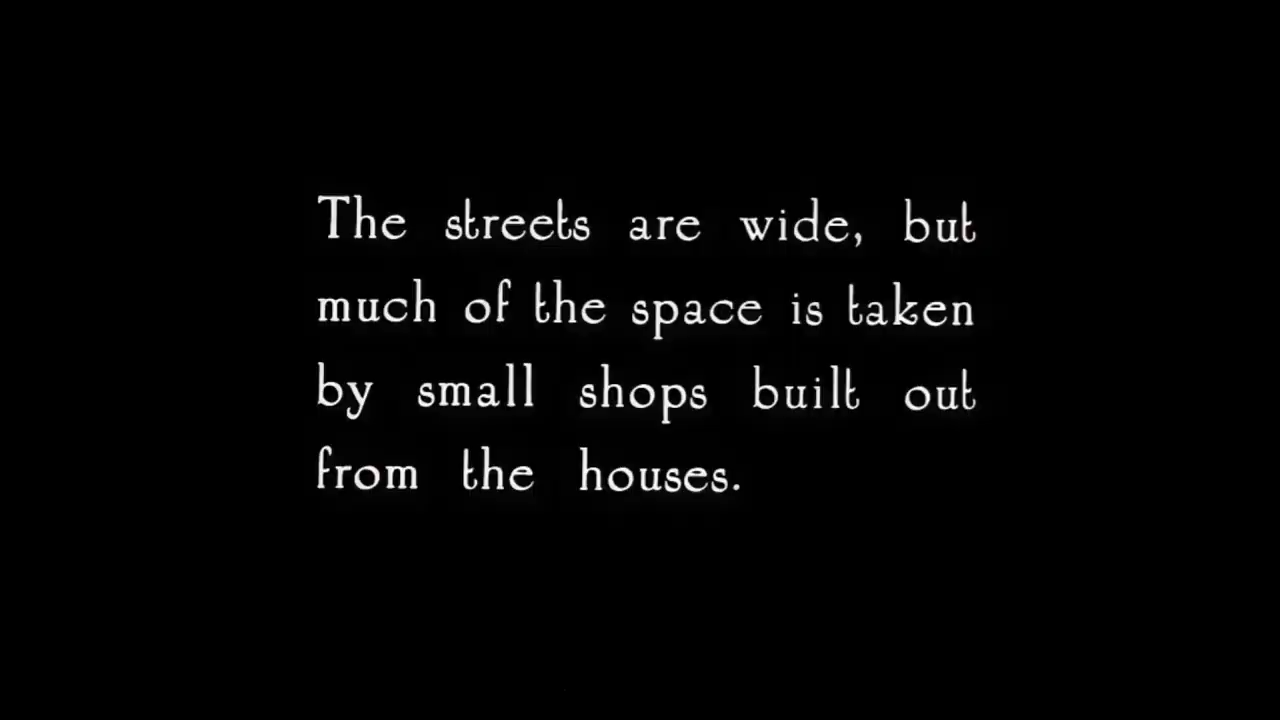 The streets are wide, but
much of the space is taken
by small shops built out
from the houses.